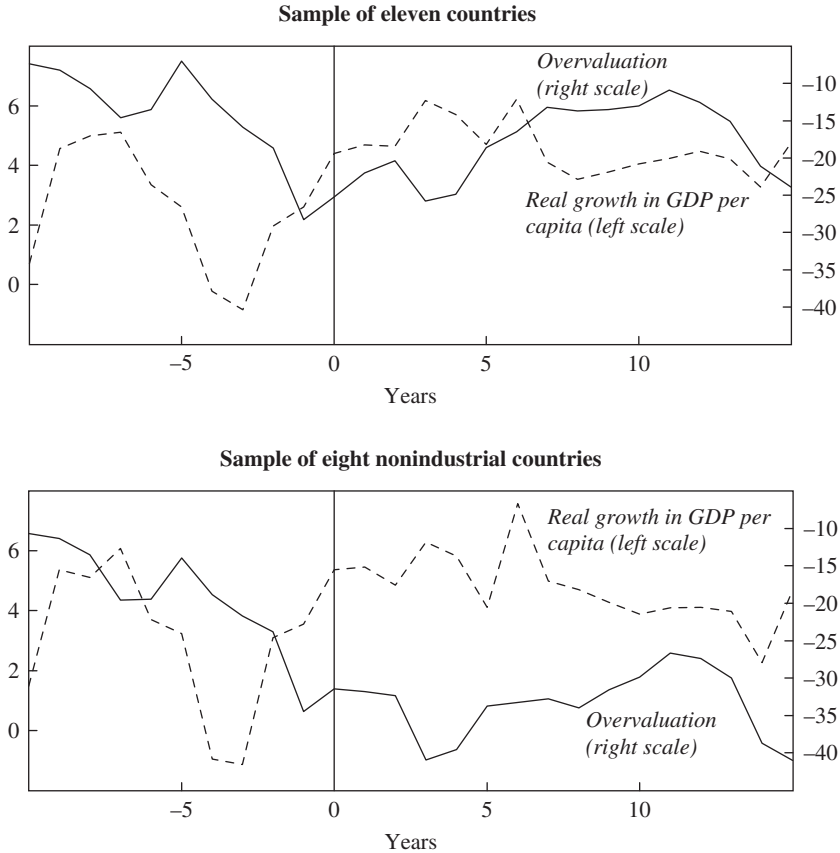 Sample of eleven countries
Overvaluation
(right scale)
Real growth in GDP per
capita (left scale)
6
4
2
0
–10
–15
–20
–25
–30
–35
–40
–5
0
5
10
Years
Sample of eight nonindustrial countries
Real growth in GDP per
capita (left scale)
Overvaluation
(right scale)
6
4
2
0
–10
–15
–20
–25
–30
–35
–40
–5
0
5
10
Years